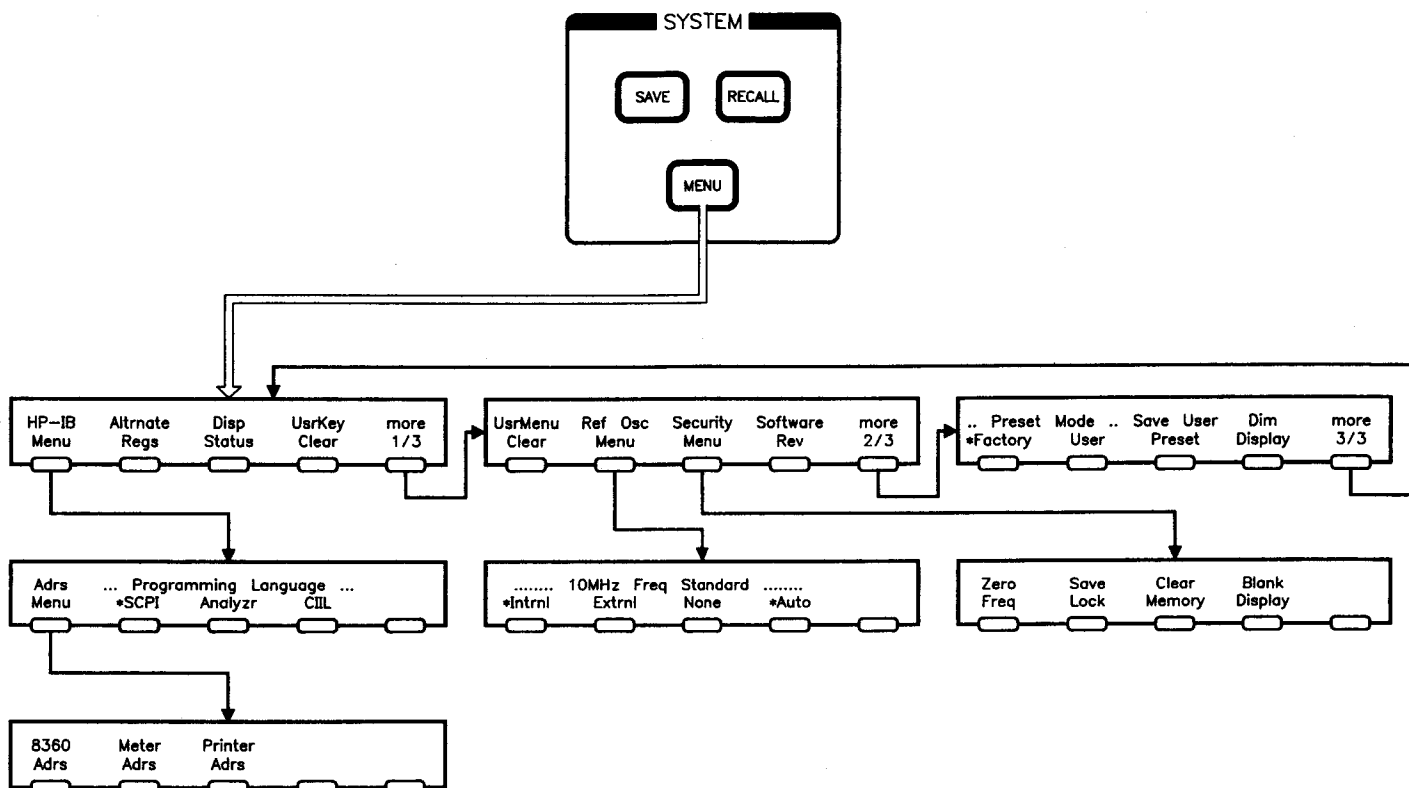 SYSTEM
SAVE
RECALL
MENU
HP-IB Altrnate Disp UsrKey more
Menu Regs Status Clear 1/3
UsrMenu Ref Osc Security Software more
Clear Menu Menu Rev 2/3
.. Preset Mode .. Save User Dim more
*Factory User Preset Display 3/3
Adrs ... Programming Language ...
Menu *SCPI Analyzr CIIL
........ 10MHz Freq Standard ........
*Intrnl Extrnl None *Auto
Zero Save Clear Blank
Freq Lock Memory Display
8360 Meter Printer
Adrs Adrs Adrs